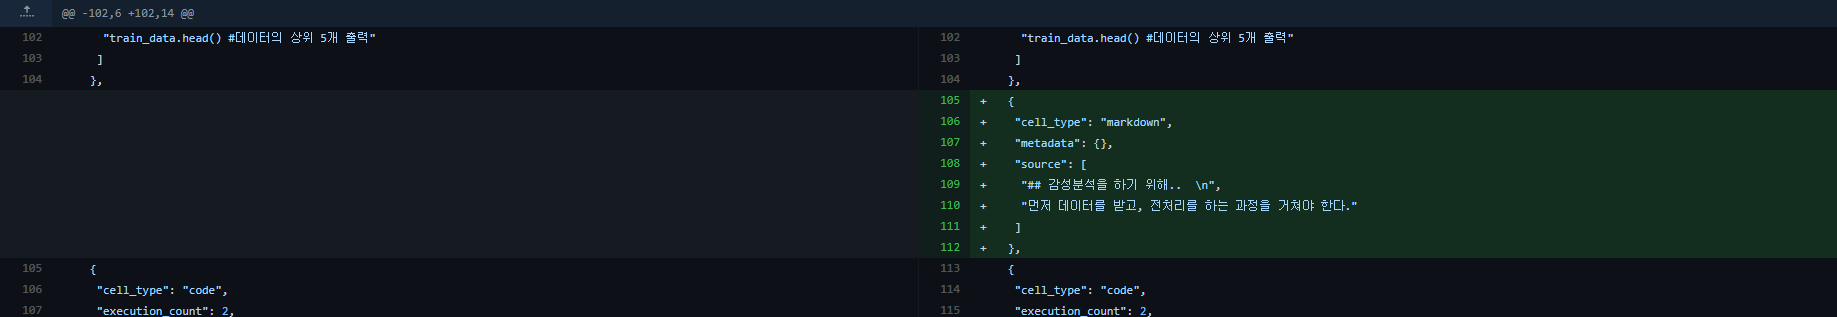 @@ -102,6 +102,14 @@
102 "train_data.head() #데이터의 상위 5개 출력"
103 ]
104 },
105 {
106 "cell_type": "code",
107 "execution_count": 2,
102 "train_data.head() #데이터의 상위 5개 출력"
103 ]
104 },
105 + {
106 + "cell_type": "markdown",
107 + "metadata": {},
108 + "source": [
109 + "## 감성분석을 하기 위해..  \n",
110 + "먼저 데이터를 받고, 전처리를 하는 과정을 거쳐야 한다."
111 + ]
112 + },
113 {
114 "cell_type": "code",
115 "execution_count": 2,